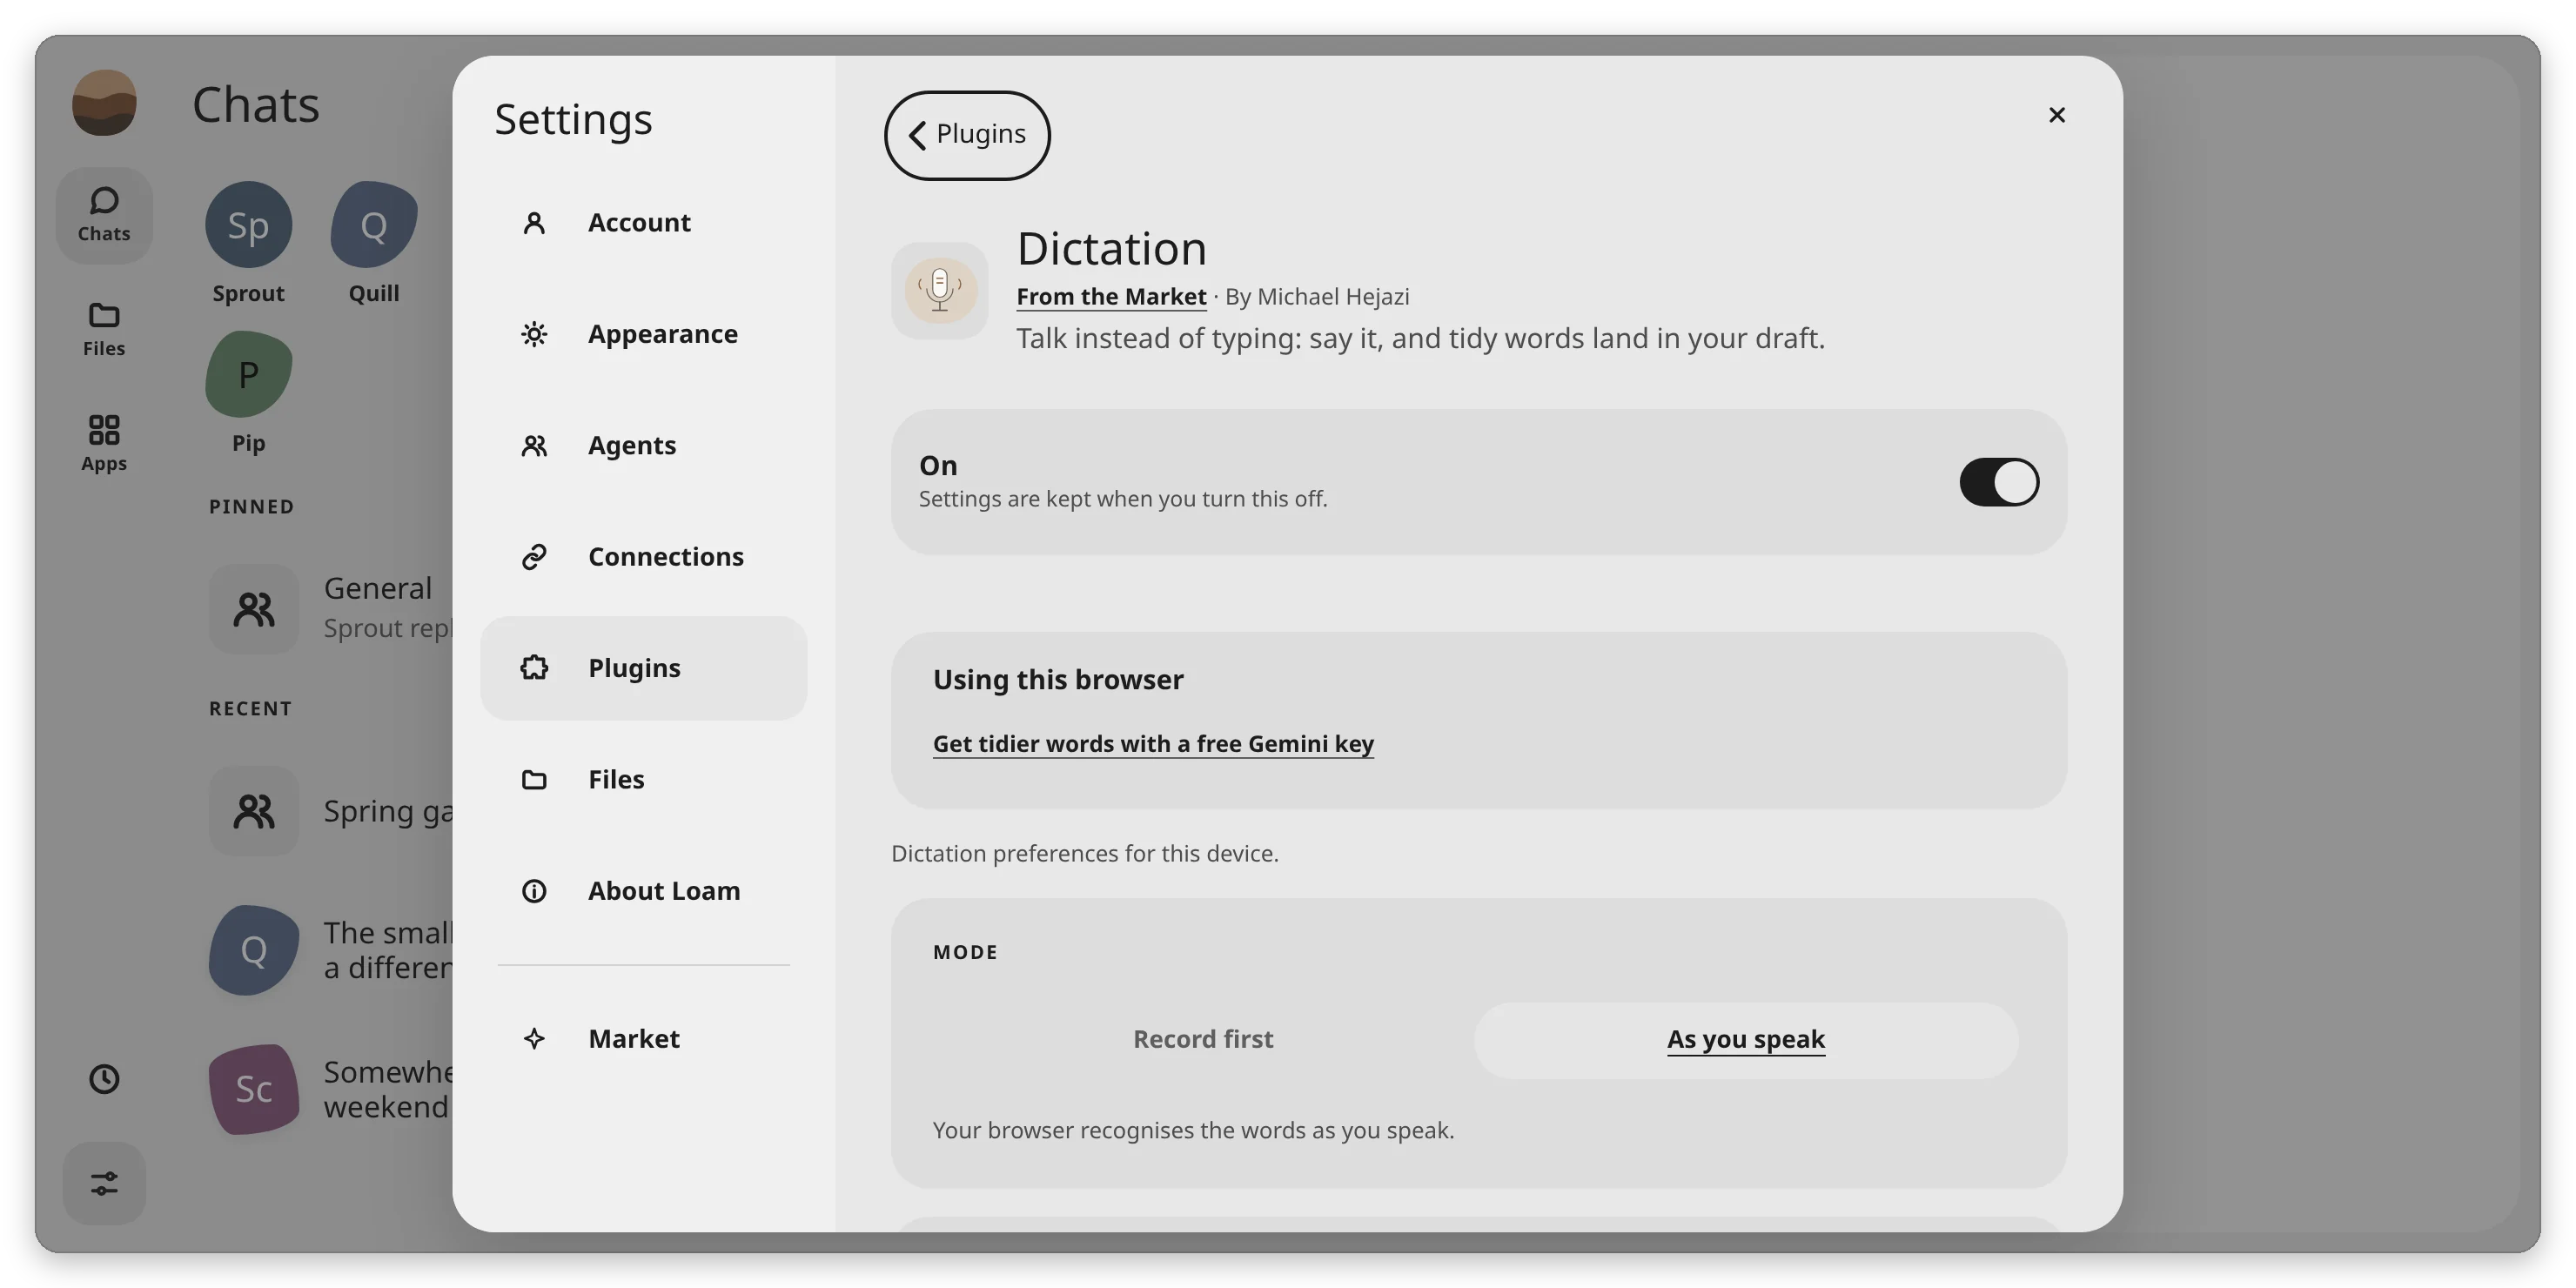 Chats
Chats
Files
Apps
Sp
Q
Sprout
Quill
P
Pip
PINNED
General
Sprout
RECENT
Spring
Q
The small
a
Sc
weekend
Settings
Account
Appearance
Agents
Connections
Plugins
Files
About Loam
Market
Plugins
Dictation
From the Market · By Michael Hejazi
Talk instead of typing: say it, and tidy words land in your draft.
On
Settings are kept when you turn this off.
Using this browser
Get tidier words with a free Gemini key
Dictation preferences for this device.
MODE
Record first
As you speak
Your browser recognises the words as you speak.